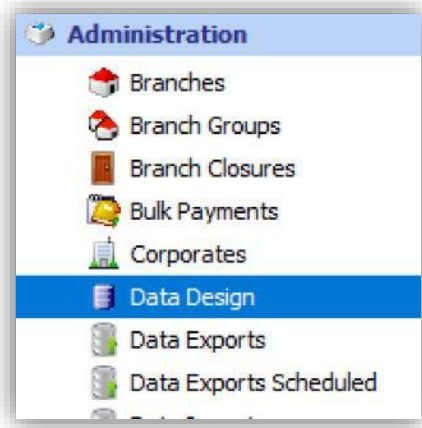 Administration
Branches
Branch Groups
Branch Closures
Bulk Payments
Corporates
Data Design
Data Exports
Data Exports Scheduled